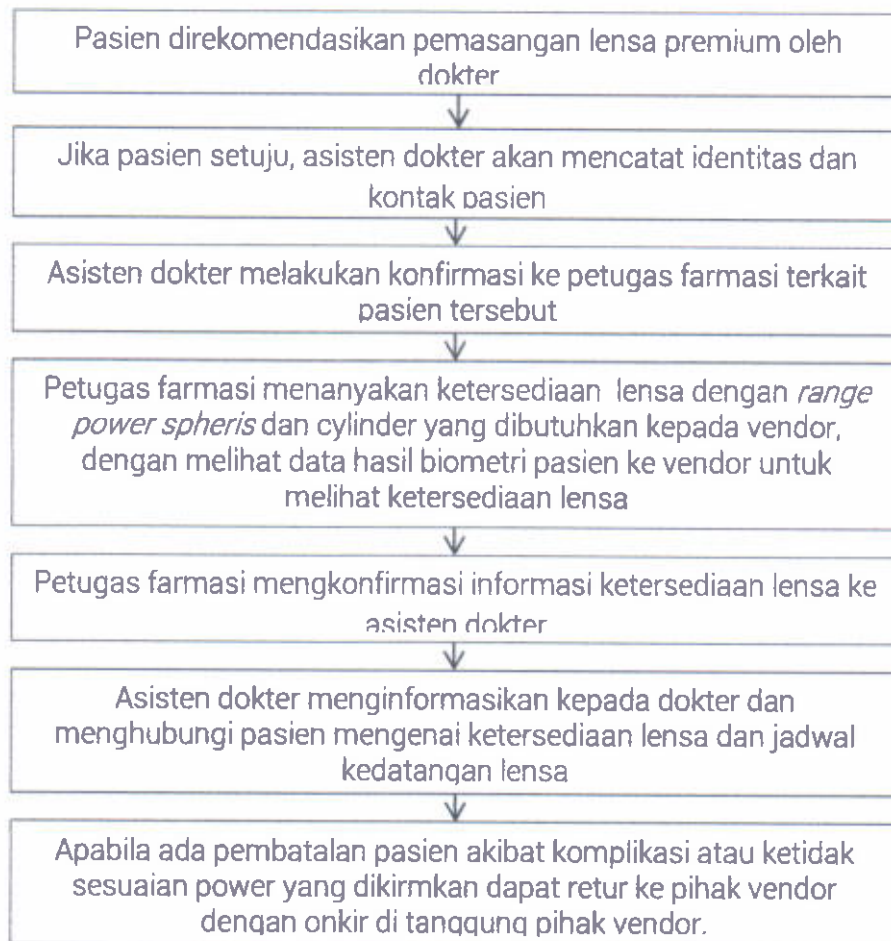 Pasien direkomendasikan pemasangan lensa premium oleh
dokter
Jika pasien setuju, asisten dokter akan mencatat identitas dan
kontak pasien
Asisten dokter melakukan konfirmasi ke petugas farmasi terkait
pasien tersebut
Petugas farmasi menanyakan ketersediaan lensa dengan range
power spheris dan cylinder yang dibutuhkan kepada vendor,
dengan melihat data hasil biometri pasien ke vendor untuk
melihat ketersediaan lensa
Petugas farmasi mengkonfirmasi informasi ketersediaan lensa ke
asisten dokter
Asisten dokter menginformasikan kepada dokter dan
menghubungi pasien mengenai ketersediaan lensa dan jadwal
kedatangan lensa
Apabila ada pembatalan pasien akibat komplikasi atau ketidak
sesuaian power yang dikirmkan dapat retur ke pihak vendor
dengan onkir di tanggung pihak vendor.